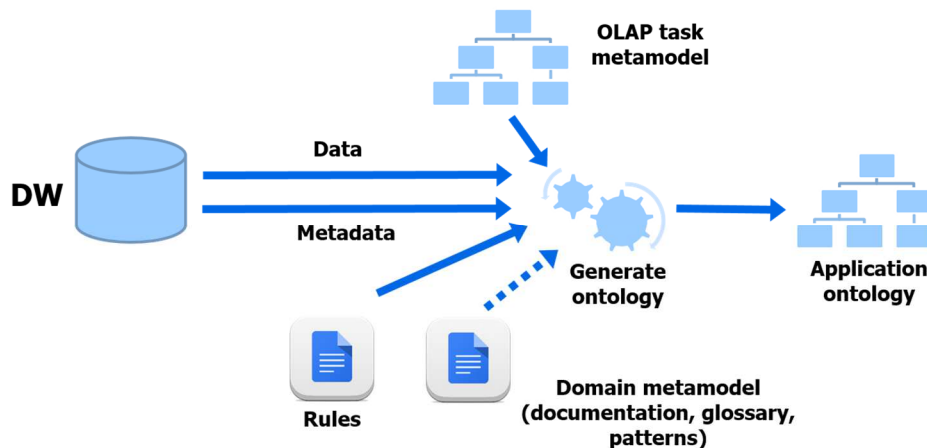 OLAP task
metamodel
Data
DW
Metadata
Generate
ontology
Application
ontology
Rules
Domain metamodel
(documentation, glossary,
patterns)